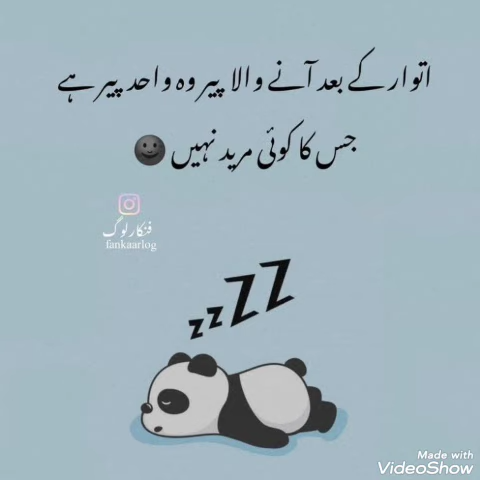 اتوار کے بعد آنے والا پیر وہ واحد پیر ہے
جس کا کوئی مرید نہیں 🌚
فنکار لوگ
fankaarlog
zzZZ
Made with
VideoShow